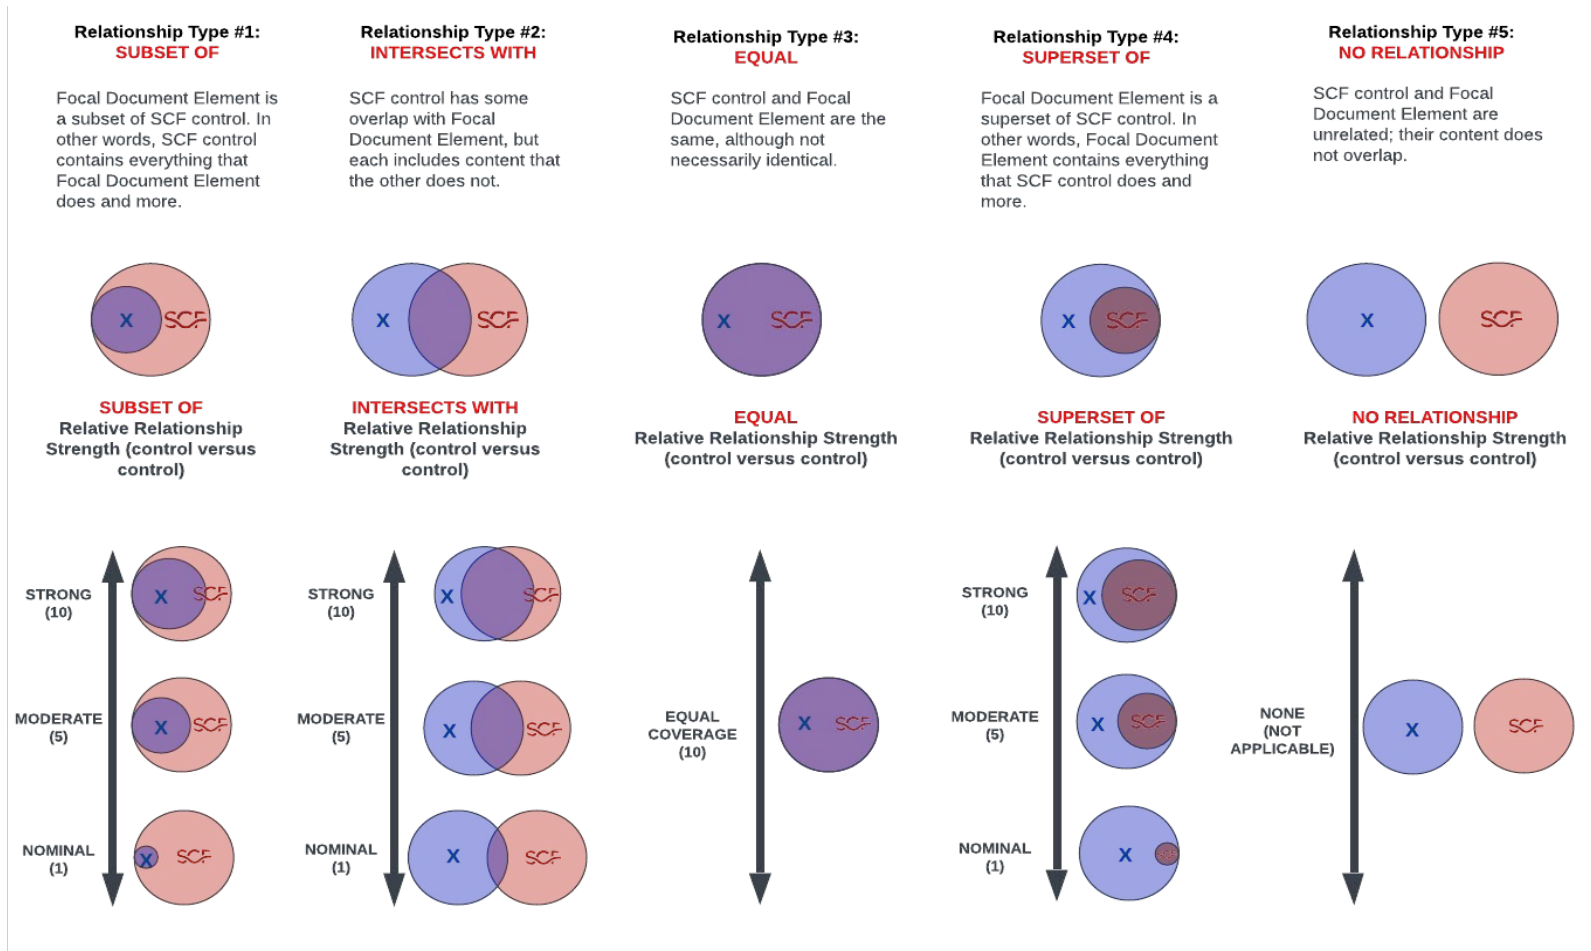 Relationship Type #1:
SUBSET OF
Focal Document Element is
a subset of SCF control. In
other words, SCF control
contains everything that
Focal Document Element
does and more.
X
SCF
SUBSET OF
Relative Relationship
Strength (control versus
control)
STRONG
(10)
X
SCF
MODERATE
(5)
X
SCF
NOMINAL
(1)
X
SCF
Relationship Type #2:
INTERSECTS WITH
SCF control has some
overlap with Focal
Document Element, but
each includes content that
the other does not.
X
SCF
INTERSECTS WITH
Relative Relationship
Strength (control versus
control)
STRONG
(10)
X
SCF
MODERATE
(5)
X
SCF
NOMINAL
(1)
X
SCF
Relationship Type #3:
EQUAL
SCF control and Focal
Document Element are the
same, although not
necessarily identical.
X
SCF
EQUAL
Relative Relationship Strength
(control versus control)
EQUAL
COVERAGE
(10)
X
SCF
Relationship Type #4:
SUPERSET OF
Focal Document Element is a
superset of SCF control. In
other words, Focal Document
Element contains everything
that SCF control does and
more.
X
SCF
SUPERSET OF
Relative Relationship Strength
(control versus control)
STRONG
(10)
X
SCF
MODERATE
(5)
X
SCF
NOMINAL
(1)
X
SCF
Relationship Type #5:
NO RELATIONSHIP
SCF control and Focal
Document Element are
unrelated; their content does
not overlap.
X
SCF
NO RELATIONSHIP
Relative Relationship Strength
(control versus control)
NONE
(NOT
APPLICABLE)
X
SCF